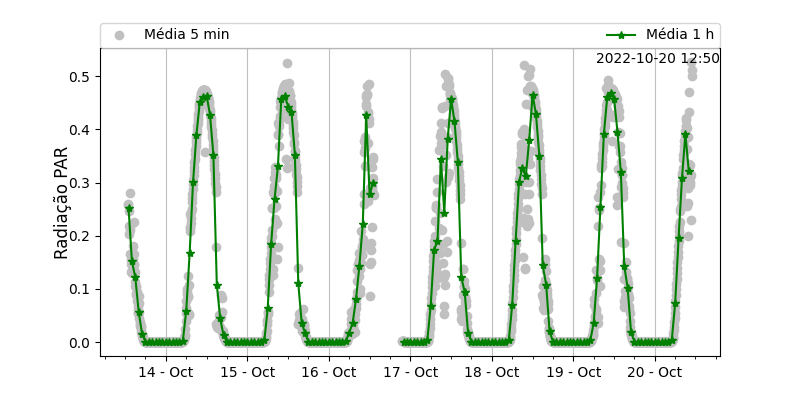 Média 5 min
Média 1 h
2022-10-20 12:50
Radiação PAR
0.5
0.4
0.3
0.2
0.1
0.0
14 - Oct
15 - Oct
16 - Oct
17 - Oct
18 - Oct
19 - Oct
20 - Oct